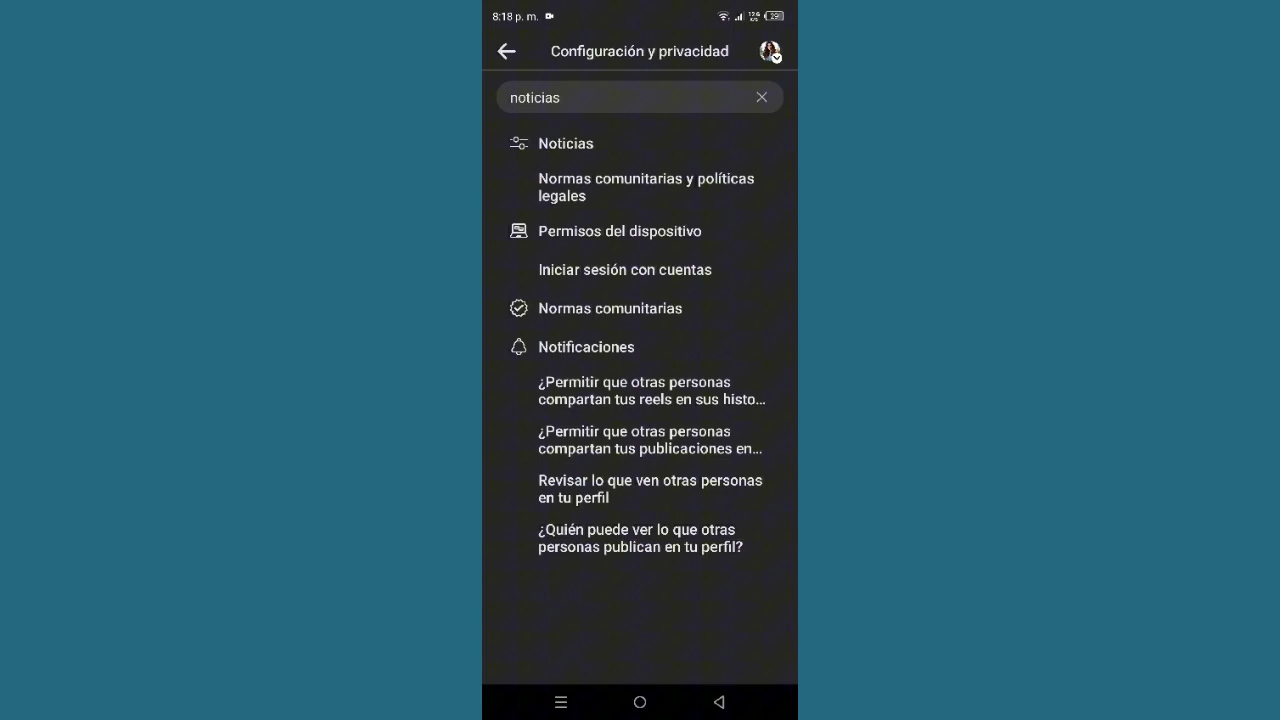 8:18 p. m.
Configuración y privacidad
noticias
Noticias
Normas comunitarias y políticas
legales
Permisos del dispositivo
Iniciar sesión con cuentas
Normas comunitarias
Notificaciones
¿Permitir que otras personas
compartan tus reels en sus histo...
¿Permitir que otras personas
compartan tus publicaciones en...
Revisar lo que ven otras personas
en tu perfil
¿Quién puede ver lo que otras
personas publican en tu perfil?